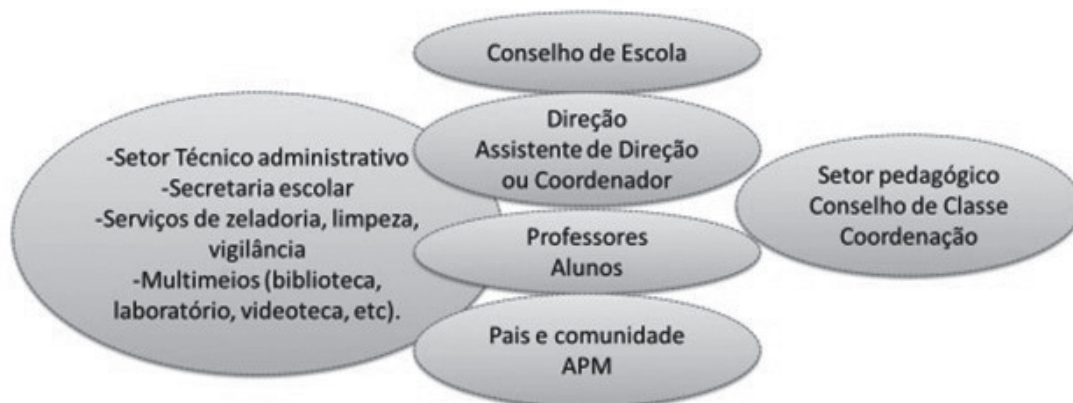 Conselho de Escola
Direção
Assistente de Direção
ou Coordenador
-Setor Técnico administrativo
-Secretaria escolar
-Serviços de zeladoria, limpeza,
vigilância
-Multimeios (biblioteca,
laboratório, videoteca, etc).
Professores
Alunos
Pais e comunidade
APM
Setor pedagógico
Conselho de Classe
Coordenação